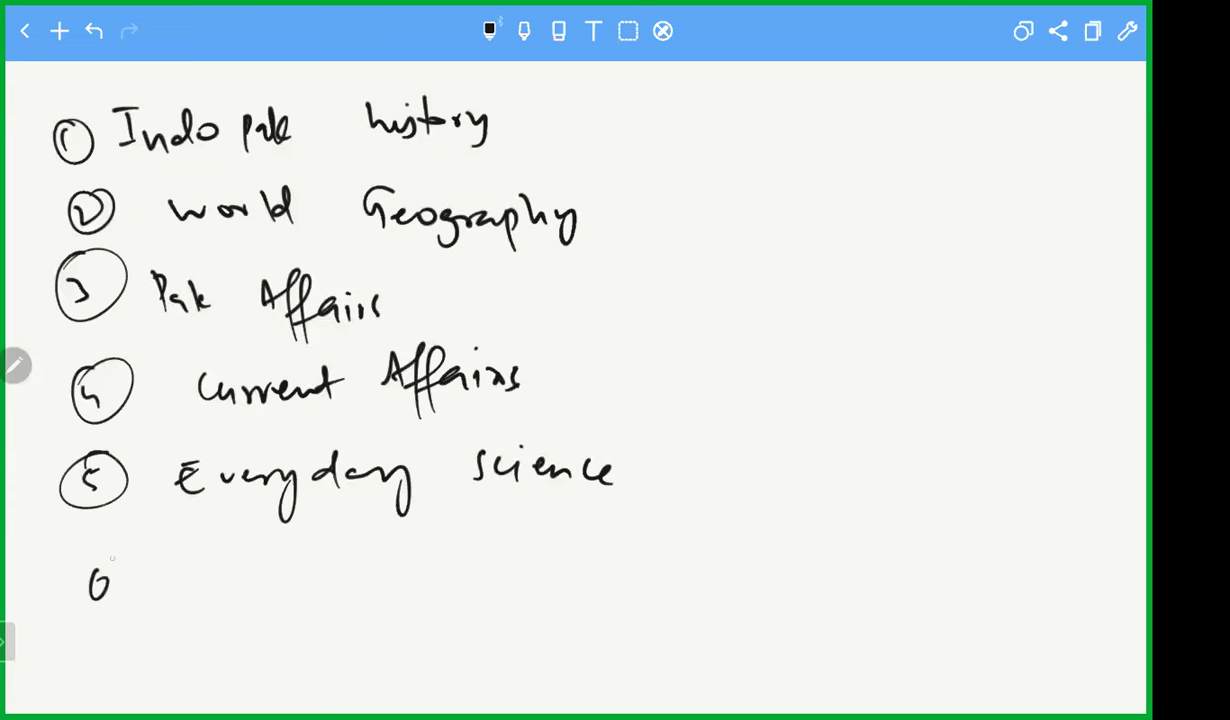 ① Indo Pak history
② World Geography
③ Pak Affairs
④ Current Affairs
⑤ Everyday science
6